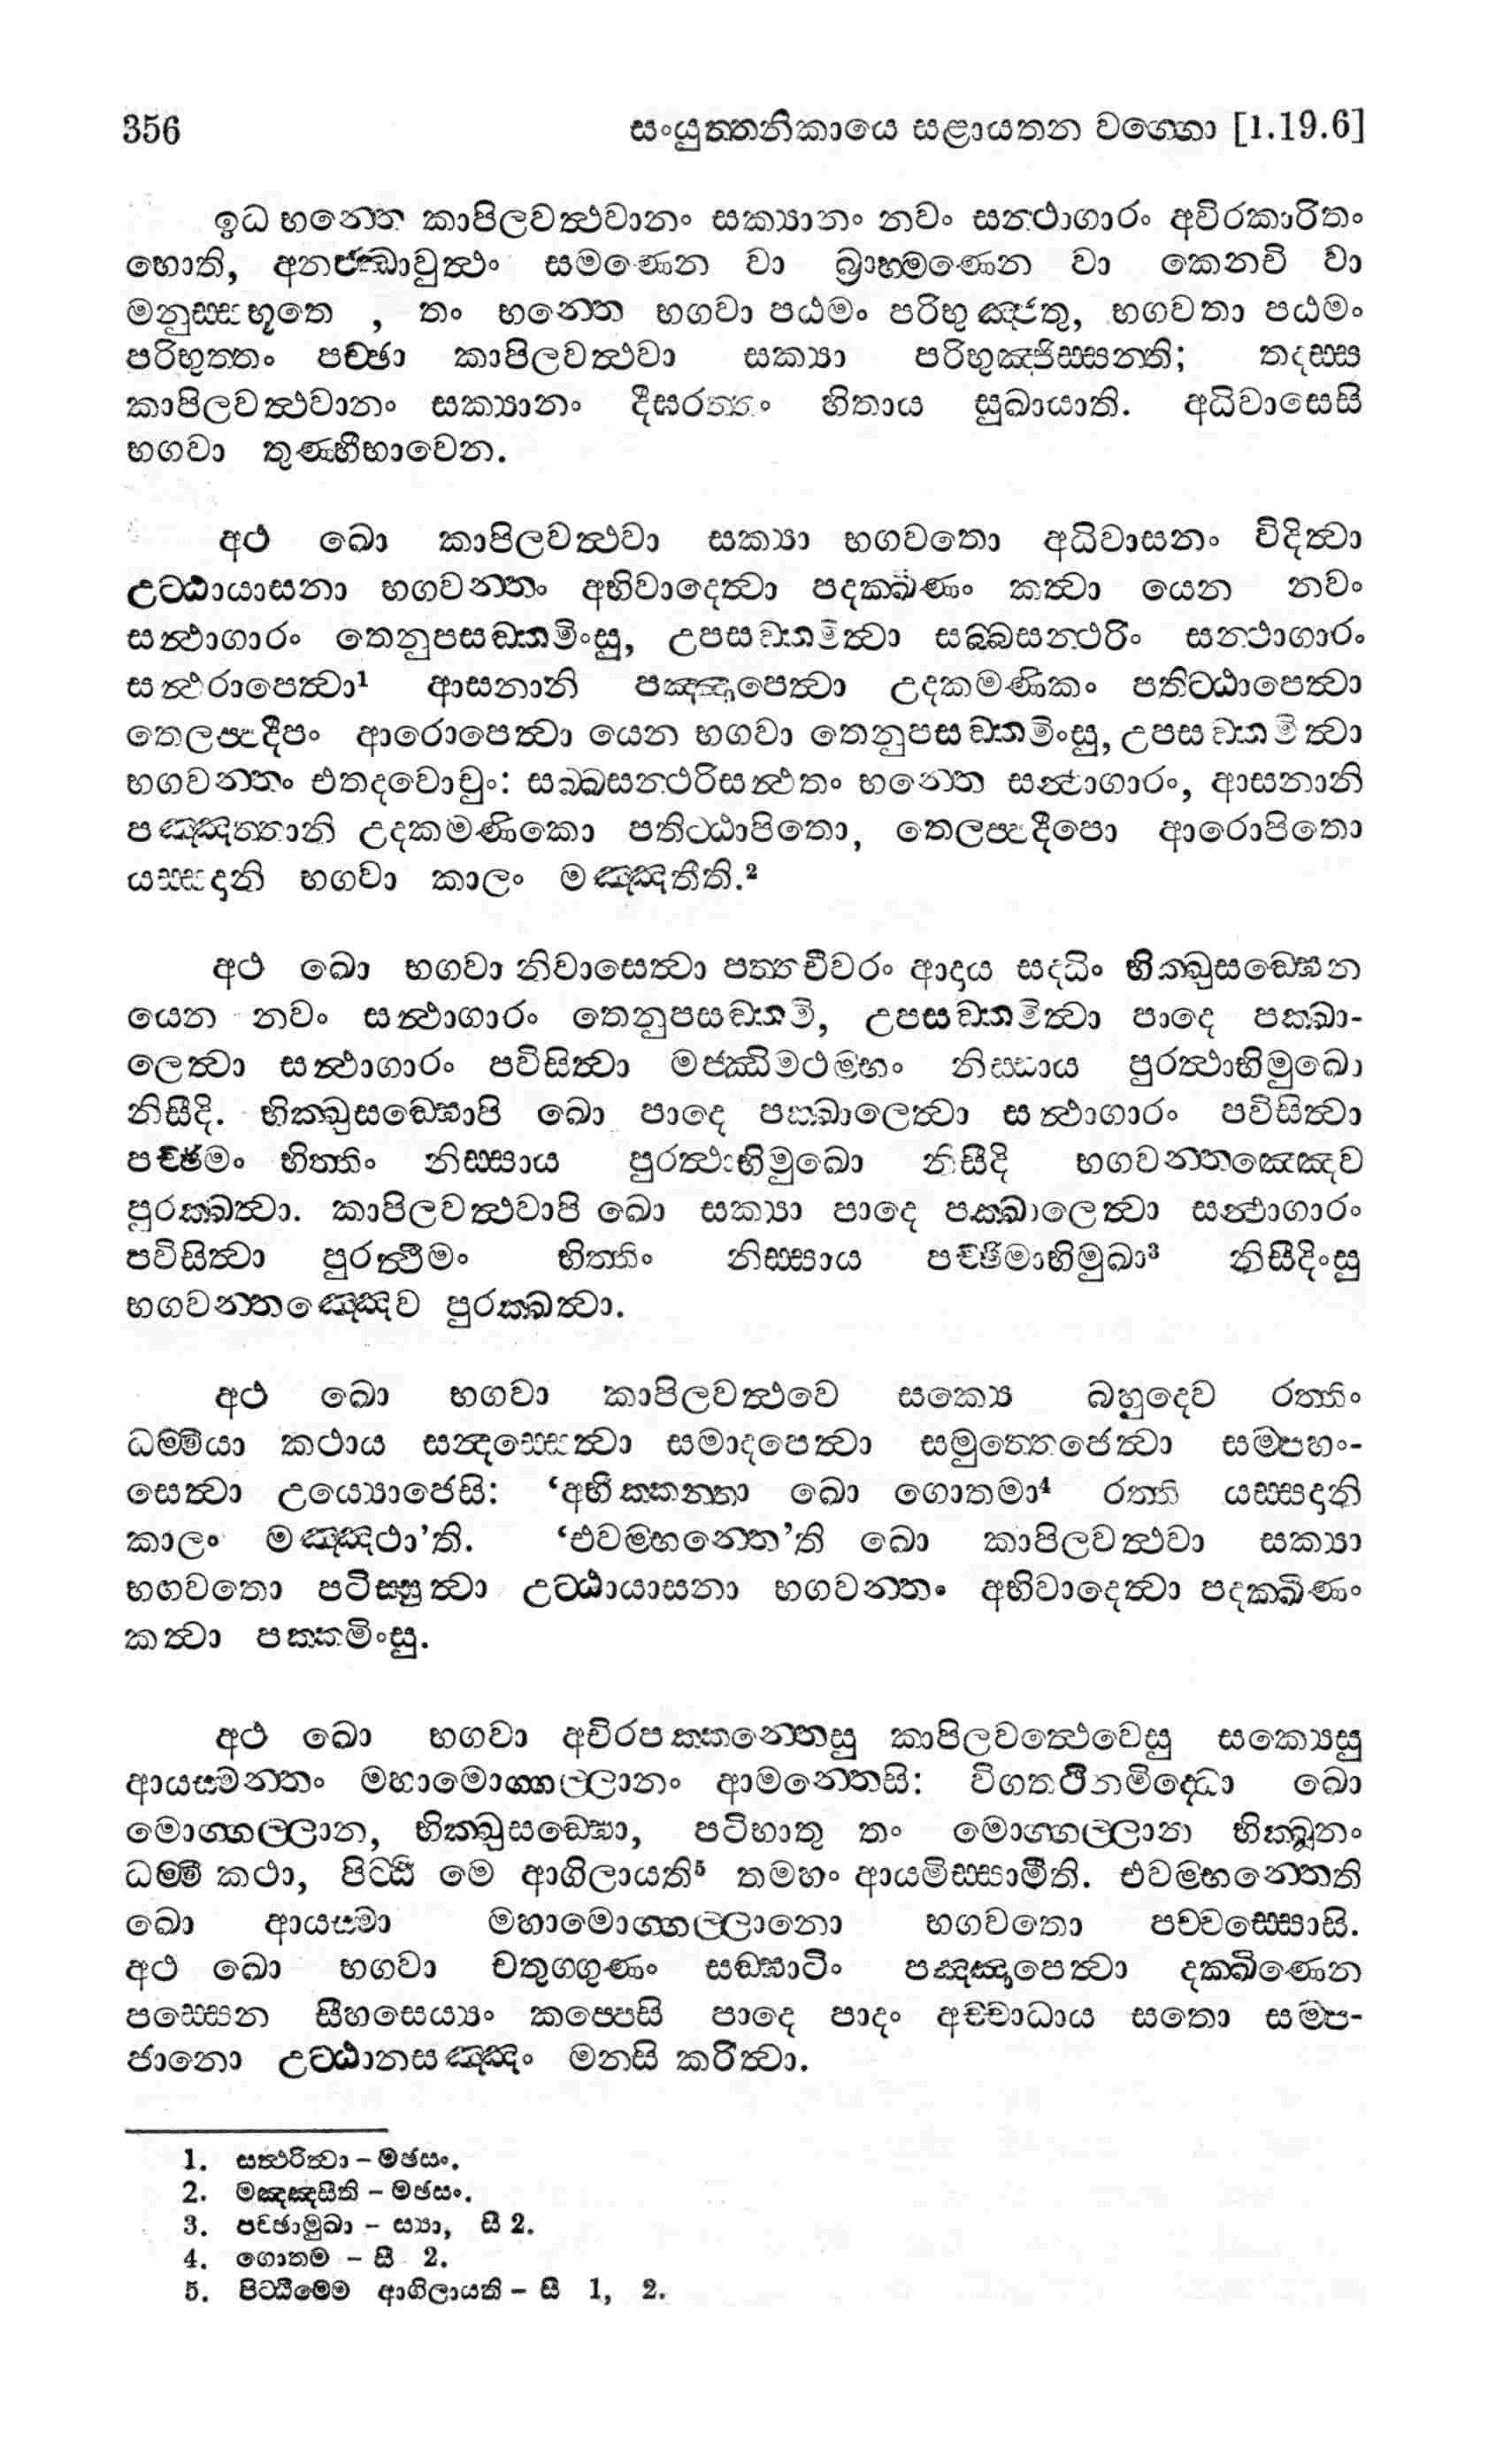 356 සංයුත්තනිකායෙ සළායතන වග්ගො [1.19.6]
ඉධ භන්තෙ කාපිලවත්ථවානං සක්‍යානං නවං සන්ථාගාරං අවිරකාරිතං
හොති, අනජ්ඣාවුත්ථං සමණෙන වා බ්‍රාහ්මණෙන වා කෙනචි වා
මනුස්සභූතෙ , තං භන්තෙ භගවා පඨමං පරිභුඤ්ජතු, භගවතා පඨමං
පරිභුත්තං පච්ඡා කාපිලවත්ථවා සක්‍යා පරිභුඤ්ජිස්සන්ති; තදස්ස
කාපිලවත්ථවානං සක්‍යානං දීඝරත්තං හිතාය සුඛායාති. අධිවාසෙසි
භගවා තුණ්හීභාවෙන.
අථ ඛො කාපිලවත්ථවා සක්‍යා භගවතො අධිවාසනං විදිත්‍වා
උට්ඨායාසනා භගවන්තං අභිවාදෙත්‍වා පදක්ඛිණං කත්‍වා යෙන නවං
සන්ථාගාරං තෙනුපසඞ්කමිංසු, උපසඞ්කමිත්‍වා සබ්බසන්ථරිං සන්ථාගාරං
සන්ථරාපෙත්‍වා¹ ආසනානි පඤ්ඤාපෙත්‍වා උදකමණිකං පතිට්ඨාපෙත්‍වා
තෙලප්පදීපං ආරොපෙත්‍වා යෙන භගවා තෙනුපසඞ්කමිංසු, උපසඞ්කමිත්‍වා
භගවන්තං එතදවොචුං: සබ්බසන්ථරිසන්ථතං භන්තෙ සන්ථාගාරං, ආසනානි
පඤ්ඤත්තානි උදකමණිකො පතිට්ඨාපිතො, තෙලප්පදීපො ආරොපිතො
යස්සදානි භගවා කාලං මඤ්ඤතීති.²
අථ ඛො භගවා නිවාසෙත්‍වා පත්තචීවරං ආදාය සද්ධිං භික්ඛුසඞ්ඝෙන
යෙන නවං සන්ථාගාරං තෙනුපසඞ්කමි, උපසඞ්කමිත්‍වා පාදෙ පක්ඛා-
ලෙත්‍වා සන්ථාගාරං පවිසිත්‍වා මජ්ඣිමථම්භං නිස්සාය පුරත්ථාභිමුඛො
නිසීදි. භික්ඛුසඞ්ඝොපි ඛො පාදෙ පක්ඛාලෙත්‍වා සන්ථාගාරං පවිසිත්‍වා
පච්ඡිමං භිත්තිං නිස්සාය පුරත්ථාභිමුඛො නිසීදි භගවන්තඤ්ඤෙව
පුරක්ඛත්‍වා. කාපිලවත්ථවාපි ඛො සක්‍යා පාදෙ පක්ඛාලෙත්‍වා සන්ථාගාරං
පවිසිත්‍වා පුරත්ථිමං භිත්තිං නිස්සාය පච්ඡිමාභිමුඛා³ නිසීදිංසු
භගවන්තඤ්ඤෙව පුරක්ඛත්‍වා.
අථ ඛො භගවා කාපිලවත්ථවෙ සක්‍යෙ බහුදෙව රත්තිං
ධම්මියා කථාය සන්දස්සෙත්‍වා සමාදපෙත්‍වා සමුත්තෙජෙත්‍වා සම්පහං-
සෙත්‍වා උය්‍යොජෙසි: ‘අභික්කන්තා ඛො ගොතමා⁴ රත්ති යස්සදානි
කාලං මඤ්ඤථා’ති. ‘එවම්භන්තෙ’ති ඛො කාපිලවත්ථවා සක්‍යා
භගවතො පටිස්සුත්‍වා උට්ඨායාසනා භගවන්තං අභිවාදෙත්‍වා පදක්ඛිණං
කත්‍වා පක්කමිංසු.
අථ ඛො භගවා අචිරපක්කන්තෙසු කාපිලවත්ථවෙසු සක්‍යෙසු
ආයස්මන්තං මහාමොග්ගල්ලානං ආමන්තෙසි: විගතථිනමිද්ධො ඛො
මොග්ගල්ලාන, භික්ඛුසඞ්ඝො, පටිභාතු තං මොග්ගල්ලාන භික්ඛූනං
ධම්මී කථා, පිට්ඨි මෙ ආගිලායති⁵ තමහං ආයමිස්සාමීති. එවම්භන්තෙති
ඛො ආයස්මා මහාමොග්ගල්ලානො භගවතො පච්චස්සොසි.
අථ ඛො භගවා චතුග්ගුණං සඞ්ඝාටිං පඤ්ඤාපෙත්‍වා දක්ඛිණෙන
පස්සෙන සීහසෙය්‍යං කප්පෙසි පාදෙ පාදං අච්චාධාය සතො සම්ප-
ජානො උට්ඨානසඤ්ඤං මනසි කරිත්‍වා.
1. සත්ථරිත්‍වා – මඡසං.
2. මඤ්ඤසීති – මඡසං.
3. පච්ඡාමුඛා – ස්‍යා, සී 2.
4. ගොතම – සී 2.
5. පිට්ඨිම්මෙ ආගිලායති – සී 1, 2.